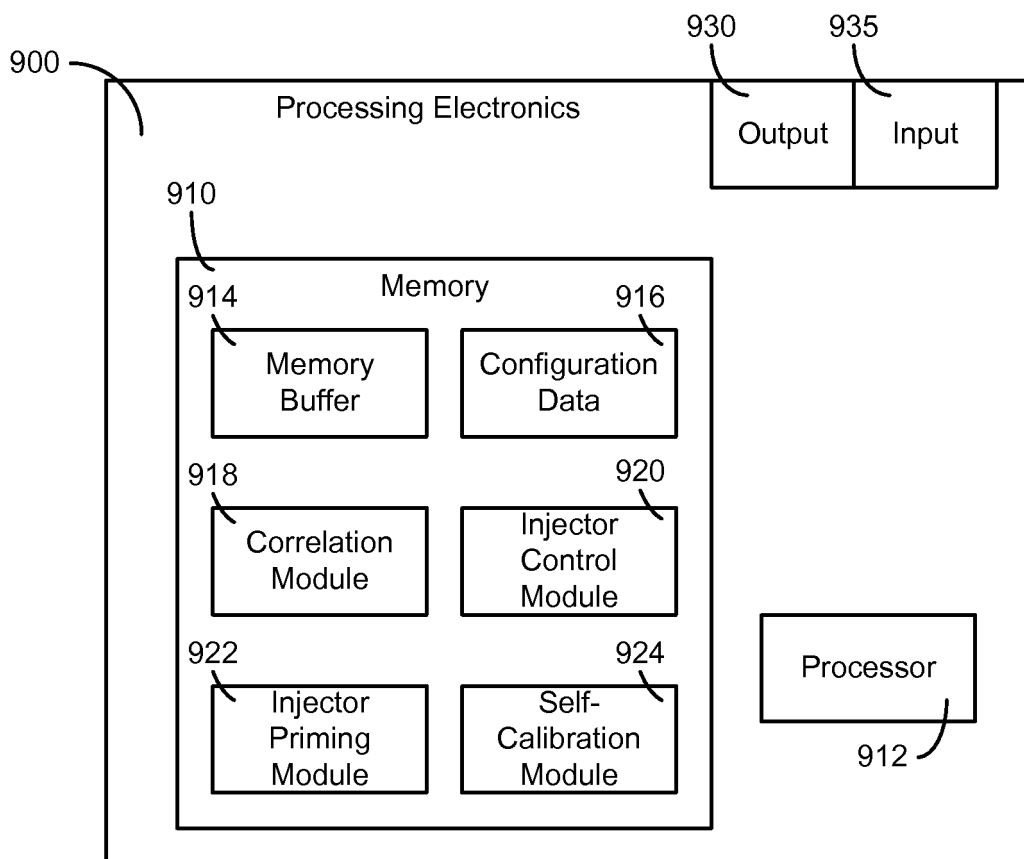 930
935
900
Processing Electronics
Output
Input
910
Memory
914
916
Memory
Buffer
Configuration
Data
918
920
Correlation
Module
Injector
Control
Module
922
924
Injector
Priming
Module
Self-
Calibration
Module
Processor
912